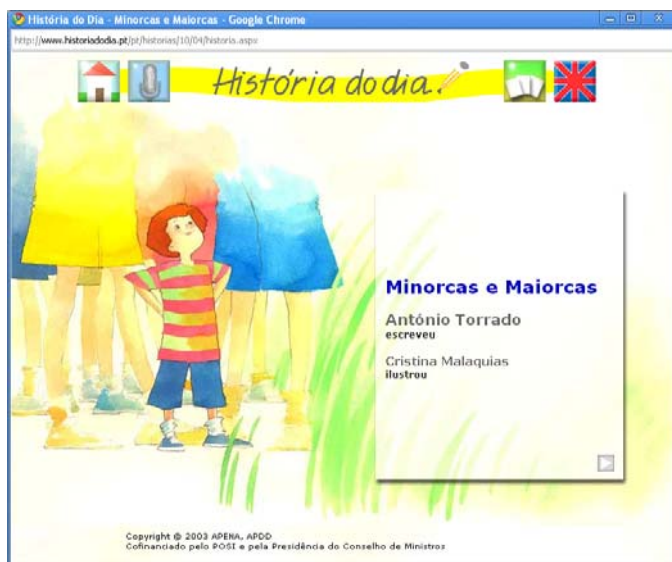 História do Dia - Minorcas e Maiorcas - Google Chrome
http://www.historiadodia.pt/pt/historias/10/04/historia.aspx
História do dia.
Minorcas e Maiorcas
António Torrado
escreveu
Cristina Malaquias
ilustrou
Copyright @ 2003 APENA, APDD
Cofinanciado pelo POSI e pela Presidência do Conselho de Ministros